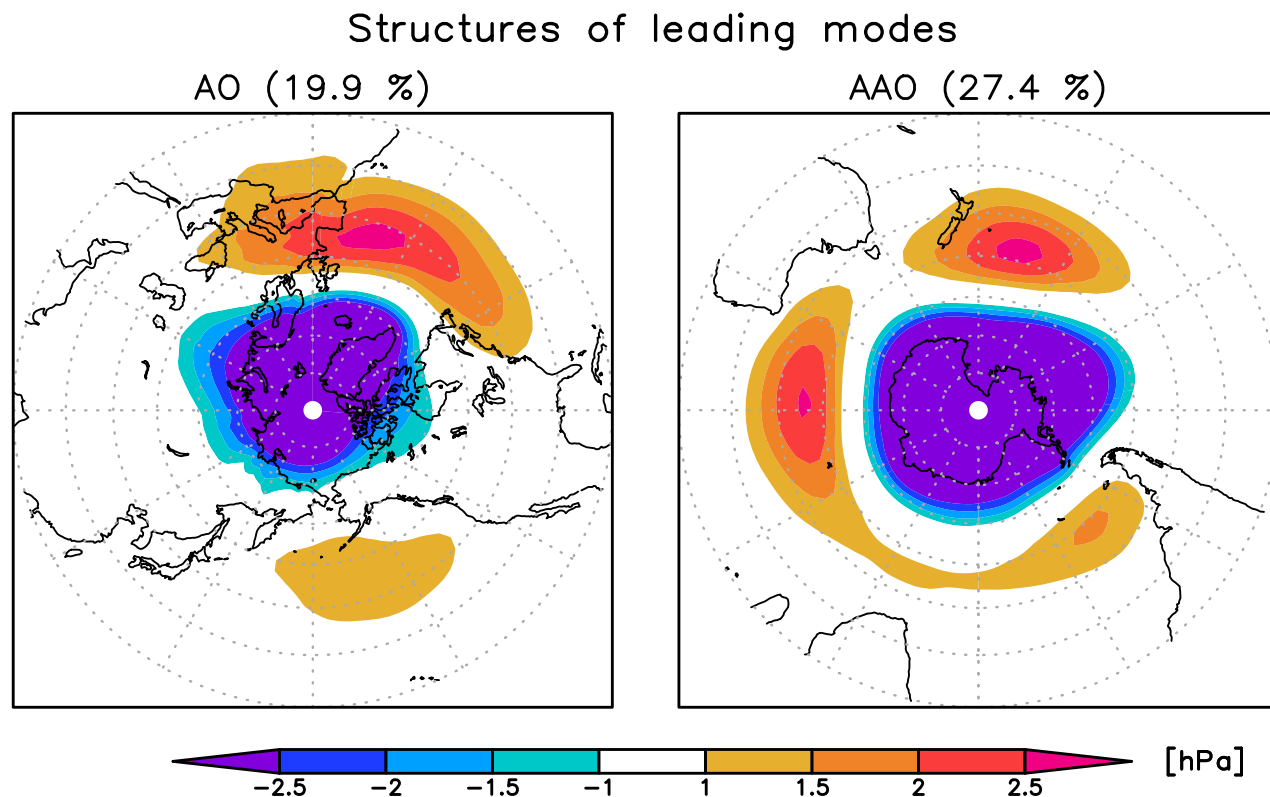 Structures of leading modes
AO (19.9 %)
AAO (27.4 %)
[hPa]
−2.5 −2 −1.5 −1 1 1.5 2 2.5